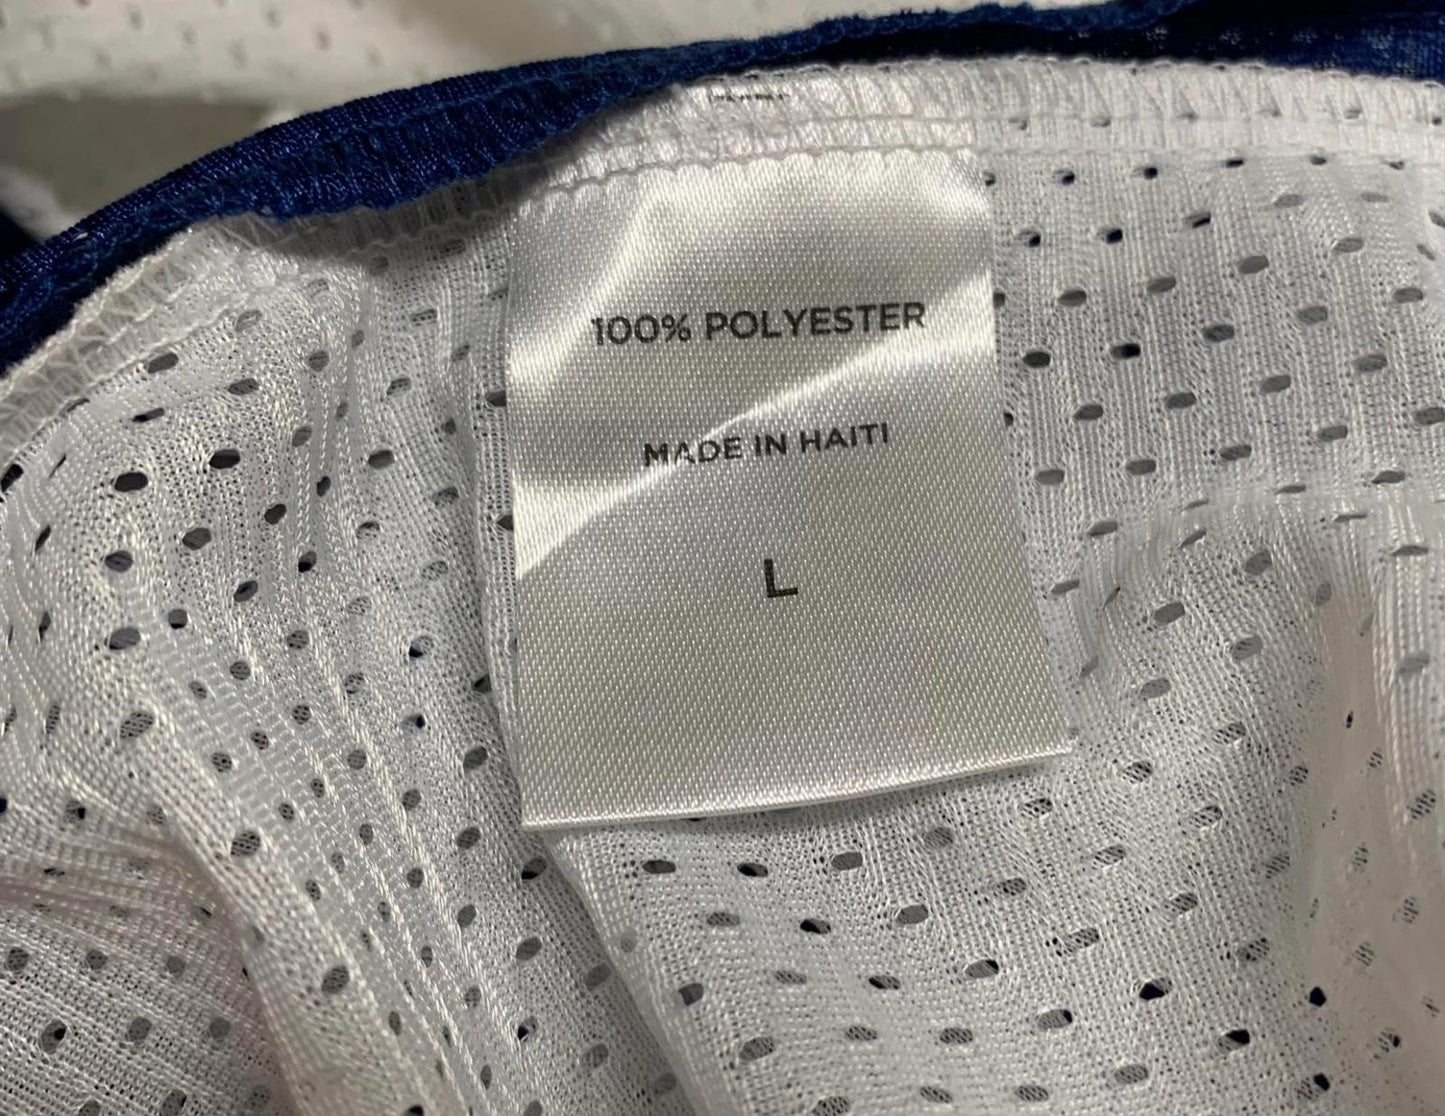 100% POLYESTER
MADE IN HAITI
L